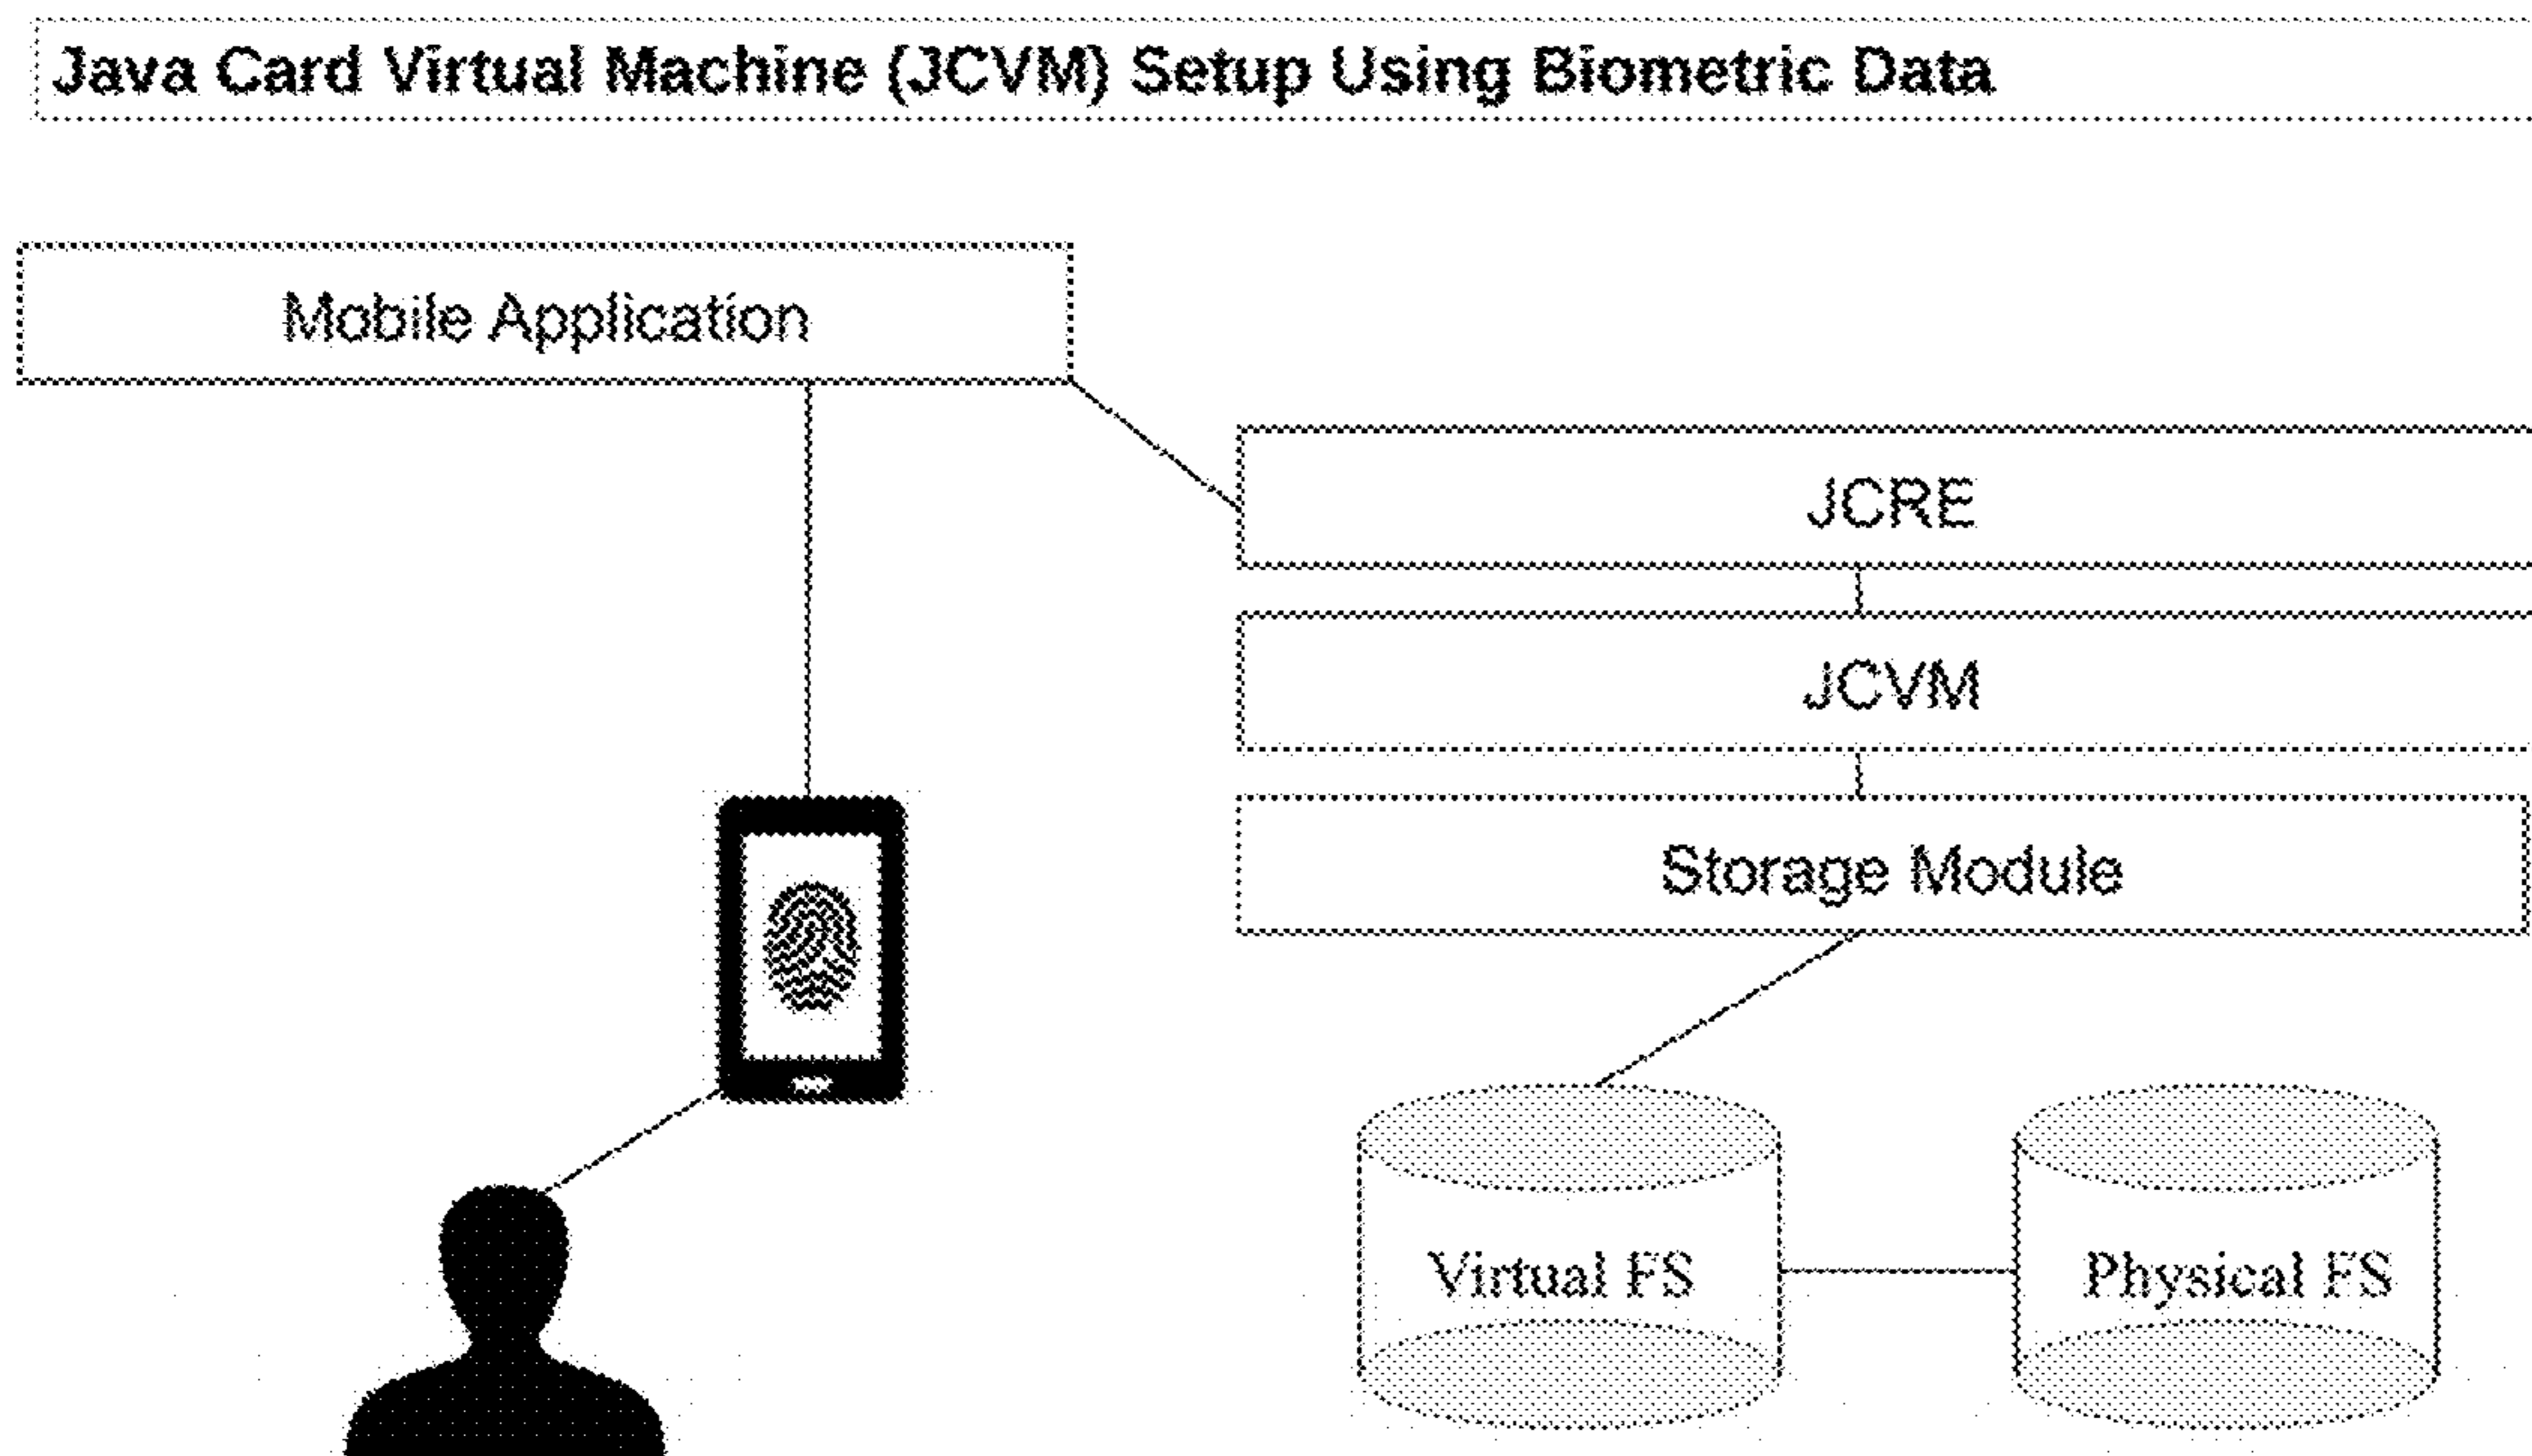 Java Card Virtual Machine (JCVM) Setup Using Biometric Data
Mobile Application
JCRE
JCVM
Storage Module
Virtual FS
Physical FS